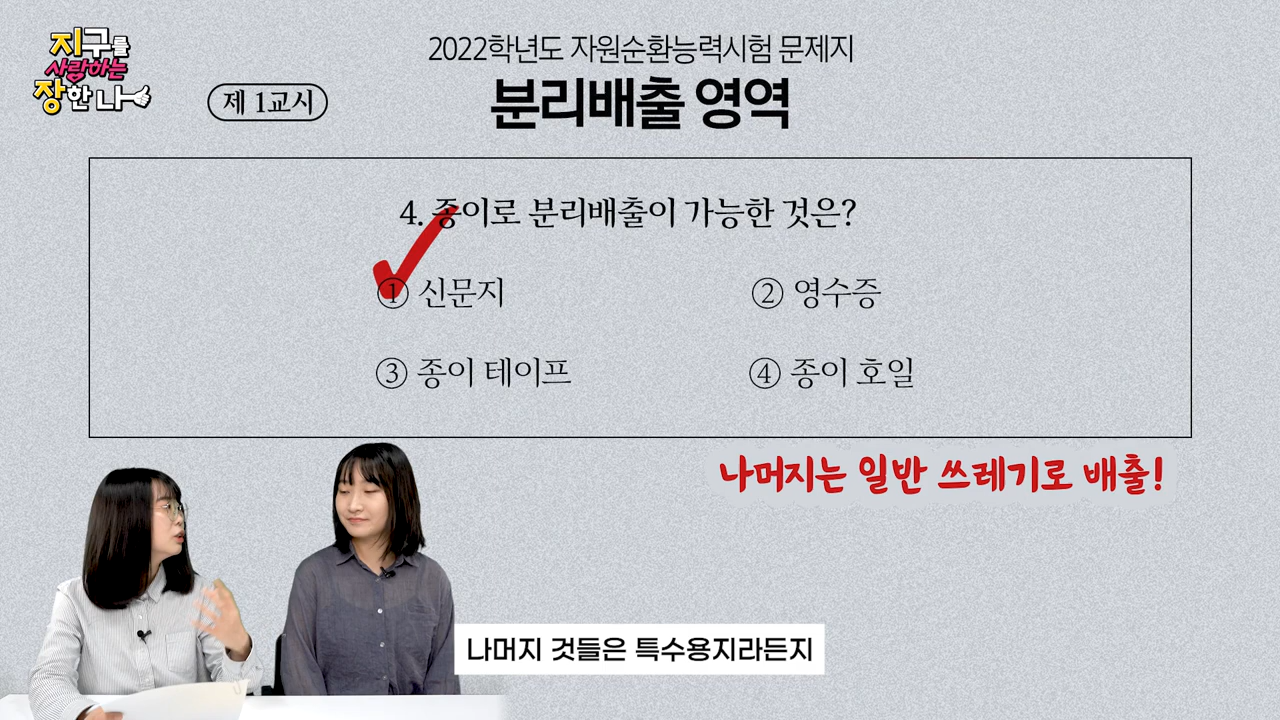 지구를
사랑하는
장한 나
제 1교시
2022학년도 자원순환능력시험 문제지
분리배출 영역
4. 종이로 분리배출이 가능한 것은?
① 신문지
② 영수증
③ 종이 테이프
④ 종이 호일
나머지는 일반 쓰레기로 배출!
나머지 것들은 특수용지라든지